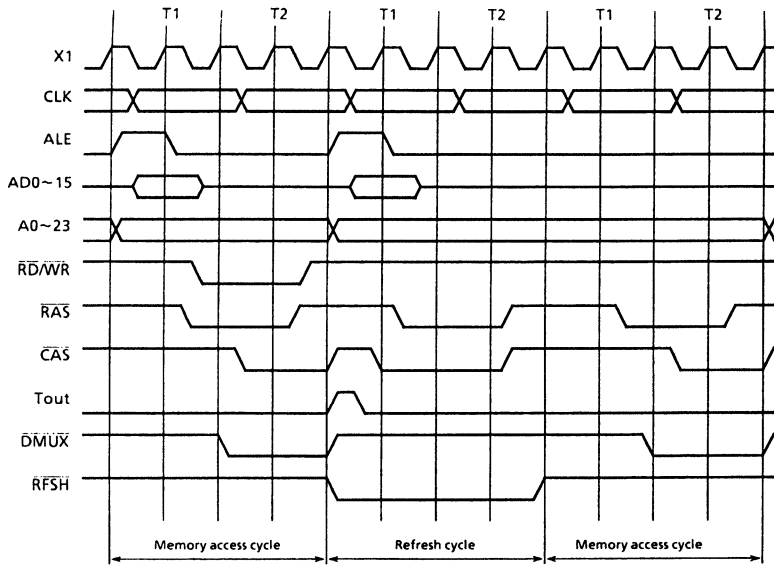 T1 T2 T1 T2 T1 T2
X1
CLK
ALE
AD0~15
A0~23
RD/WR
RAS
CAS
Tout
DMUX
RFSH
Memory access cycle Refresh cycle Memory access cycle